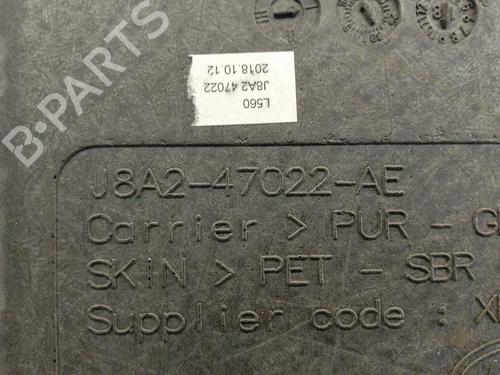 L560
J8A2 47022
2018.10.12
J8A2-47022-AE
Carrier > PUR - G
SKIN > PET - SBR
Supplier code : X
B-PARTS